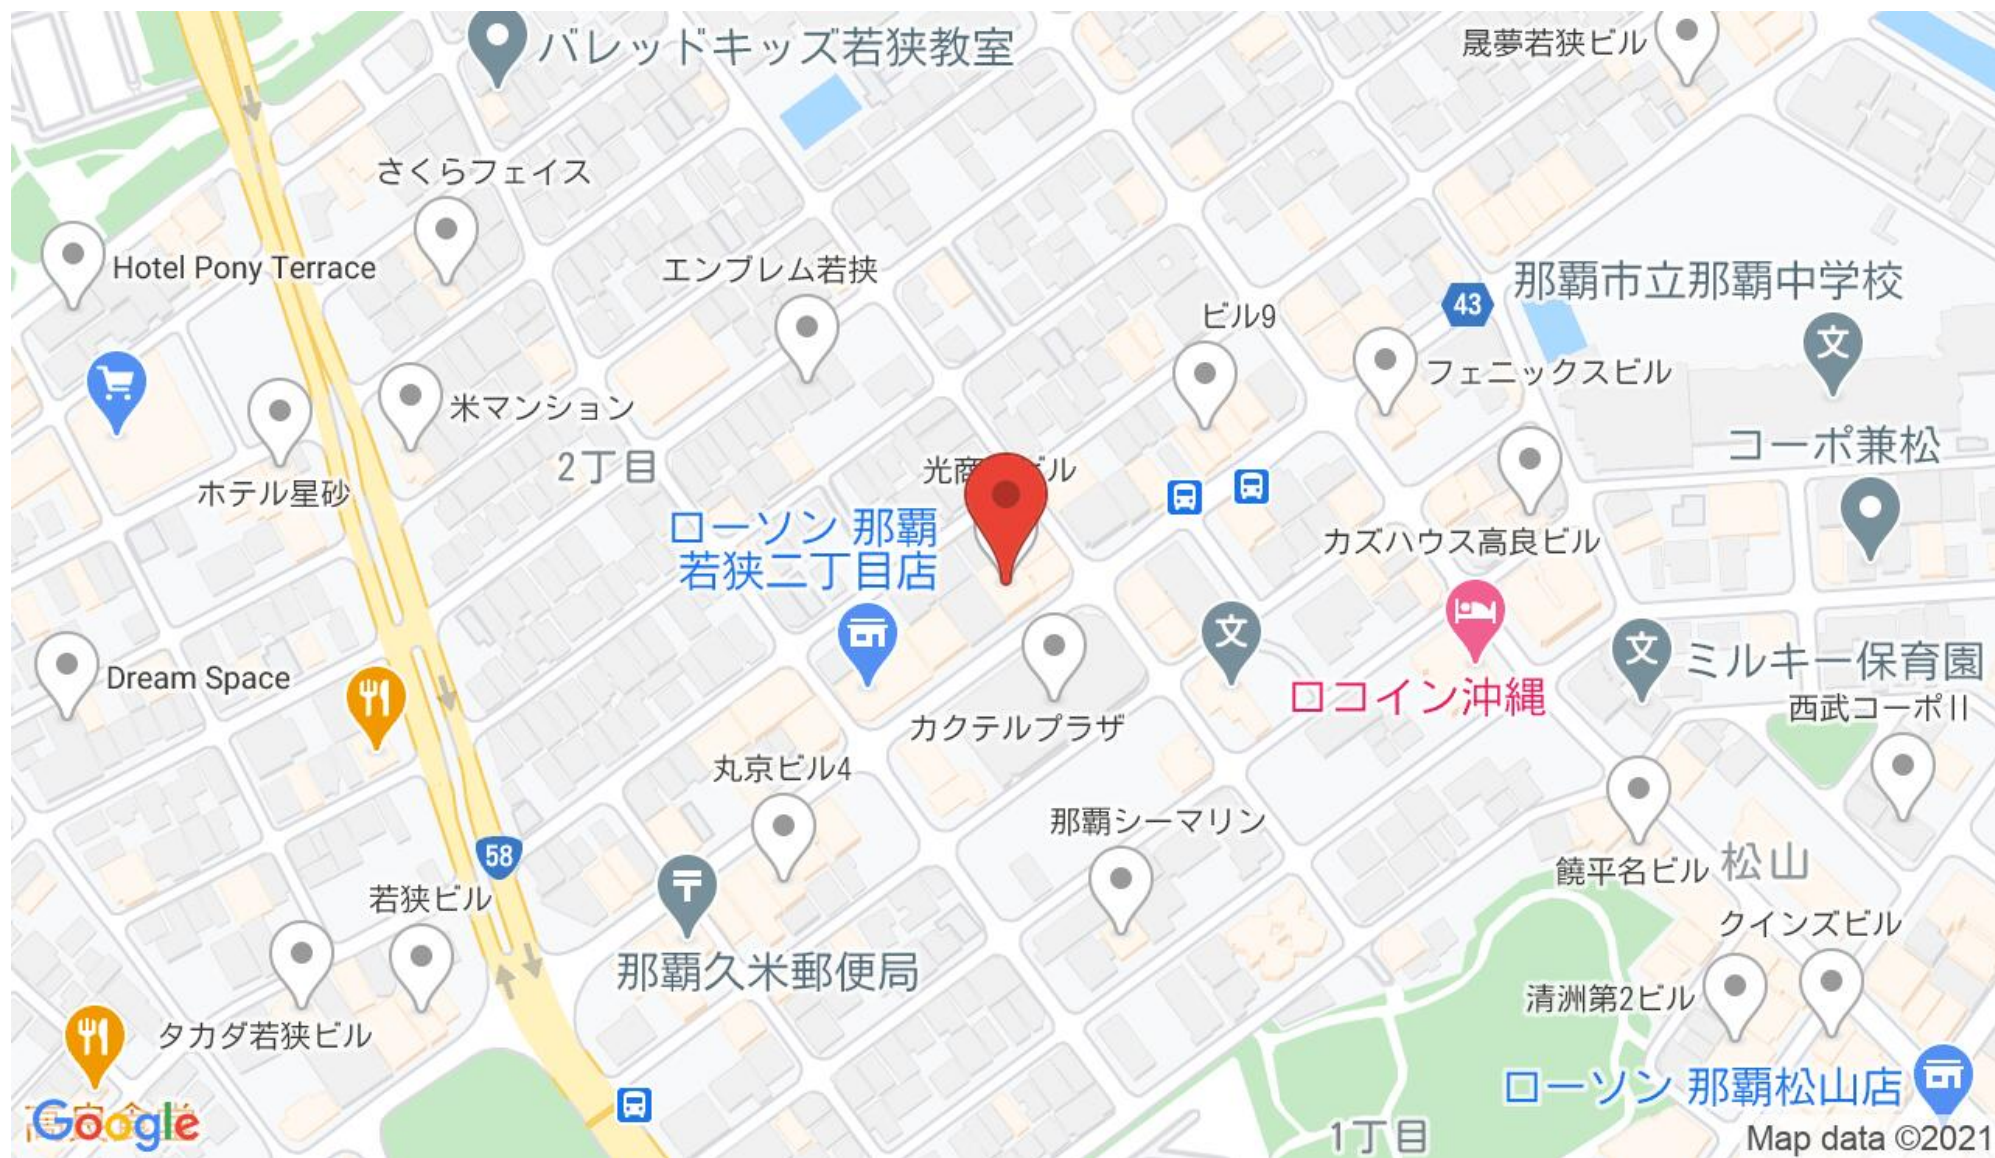 バレッドキッズ若狭教室
晟夢若狭ビル
さくらフェイス
Hotel Pony Terrace
エンブレム若挟
那覇市立那覇中学校
43
ビル9
文
フェニックスビル
米マンション
コーポ兼松
2丁目
光商
ル
ホテル星砂
ローソン 那覇
若狭二丁目店
カズハウス高良ビル
文
文
ミルキー保育園
Dream Space
ロコイン沖縄
西武コーポII
カクテルプラザ
丸京ビル4
那覇シーマリン
58
饒平名ビル
松山
若狭ビル
クインズビル
那覇久米郵便局
清洲第2ビル
タカダ若狭ビル
ローソン 那覇松山店
Google
1丁目
Map data ©2021